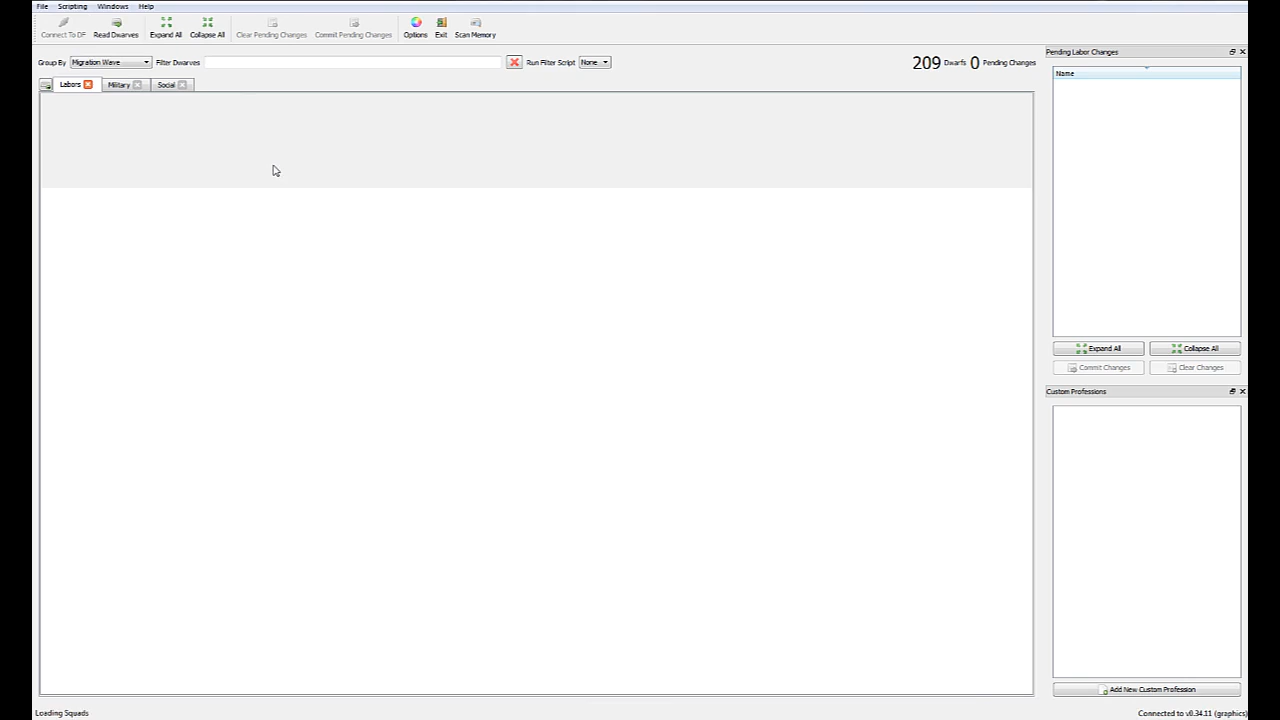 File Scripting Windows Help
Connect To DF Read Dwarves Expand All Collapse All Clear Pending Changes Commit Pending Changes Options Exit Scan Memory
Group By Migration Wave Filter Dwarves Run Filter Script None 209 Dwarfs 0 Pending Changes
Labors Military Social
Pending Labor Changes
Name
Expand All Collapse All
Commit Changes Clear Changes
Custom Professions
Add New Custom Profession
Loading Squads Connected to v0.34.11 (graphics)